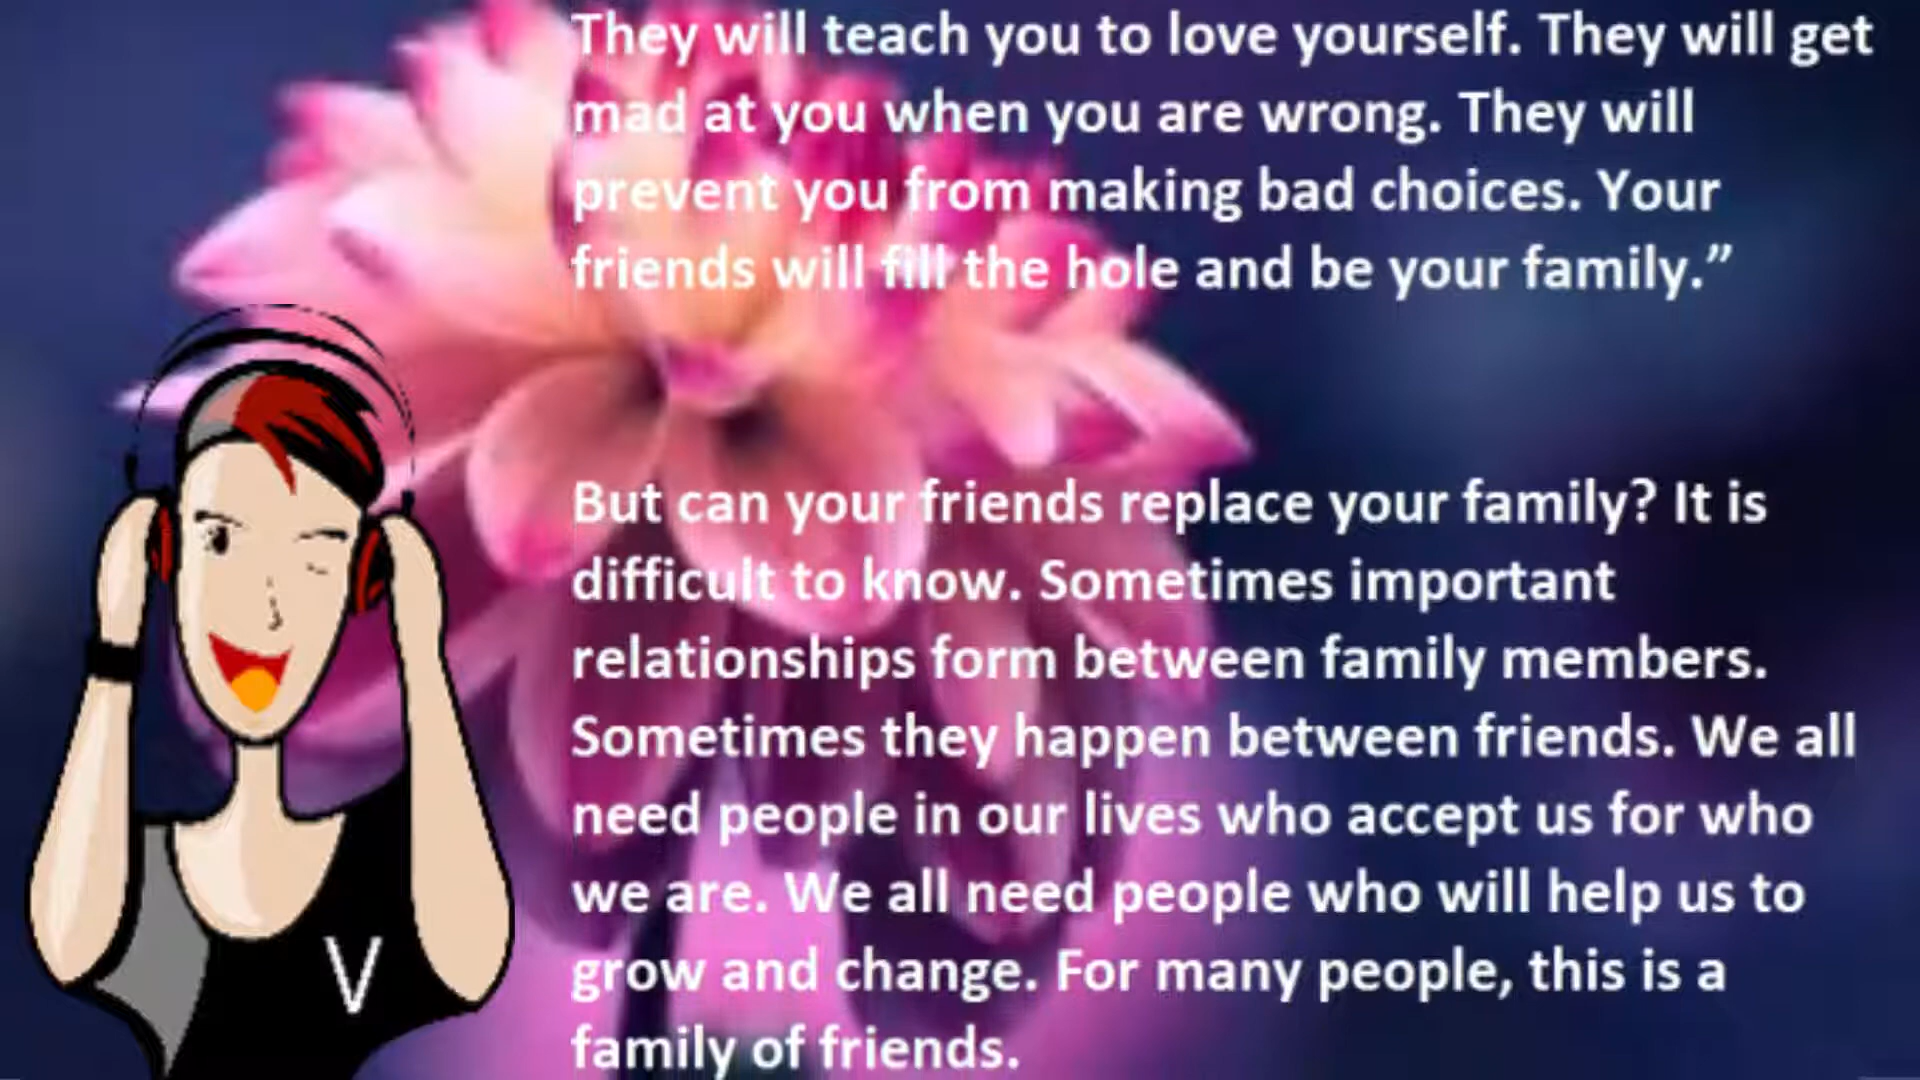 They will teach you to love yourself. They will get
mad at you when you are wrong. They will
prevent you from making bad choices. Your
friends will fill the hole and be your family.”
But can your friends replace your family? It is
difficult to know. Sometimes important
relationships form between family members.
Sometimes they happen between friends. We all
need people in our lives who accept us for who
we are. We all need people who will help us to
grow and change. For many people, this is a
family of friends.
V